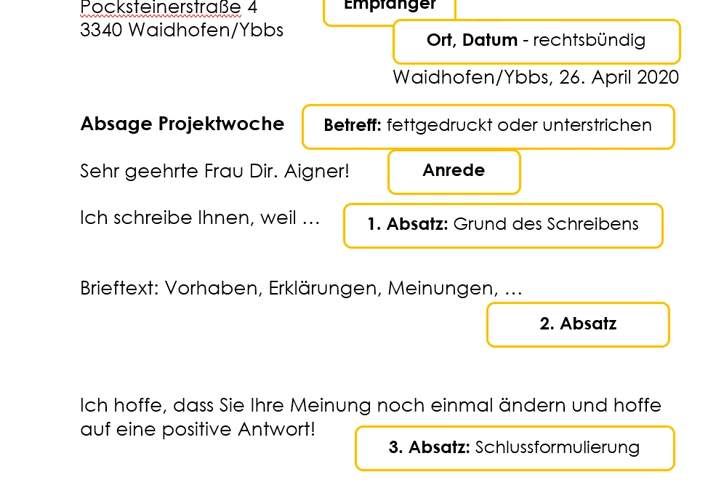 Pocksteinerstraße 4
Empfänger
3340 Waidhofen/Ybbs
Ort, Datum - rechtsbündig
Waidhofen/Ybbs, 26. April 2020
Absage Projektwoche
Betreff: fettgedruckt oder unterstrichen
Sehr geehrte Frau Dir. Aigner!
Anrede
Ich schreibe Ihnen, weil …
1. Absatz: Grund des Schreibens
Brieftext: Vorhaben, Erklärungen, Meinungen, …
2. Absatz
Ich hoffe, dass Sie Ihre Meinung noch einmal ändern und hoffe
auf eine positive Antwort!
3. Absatz: Schlussformulierung